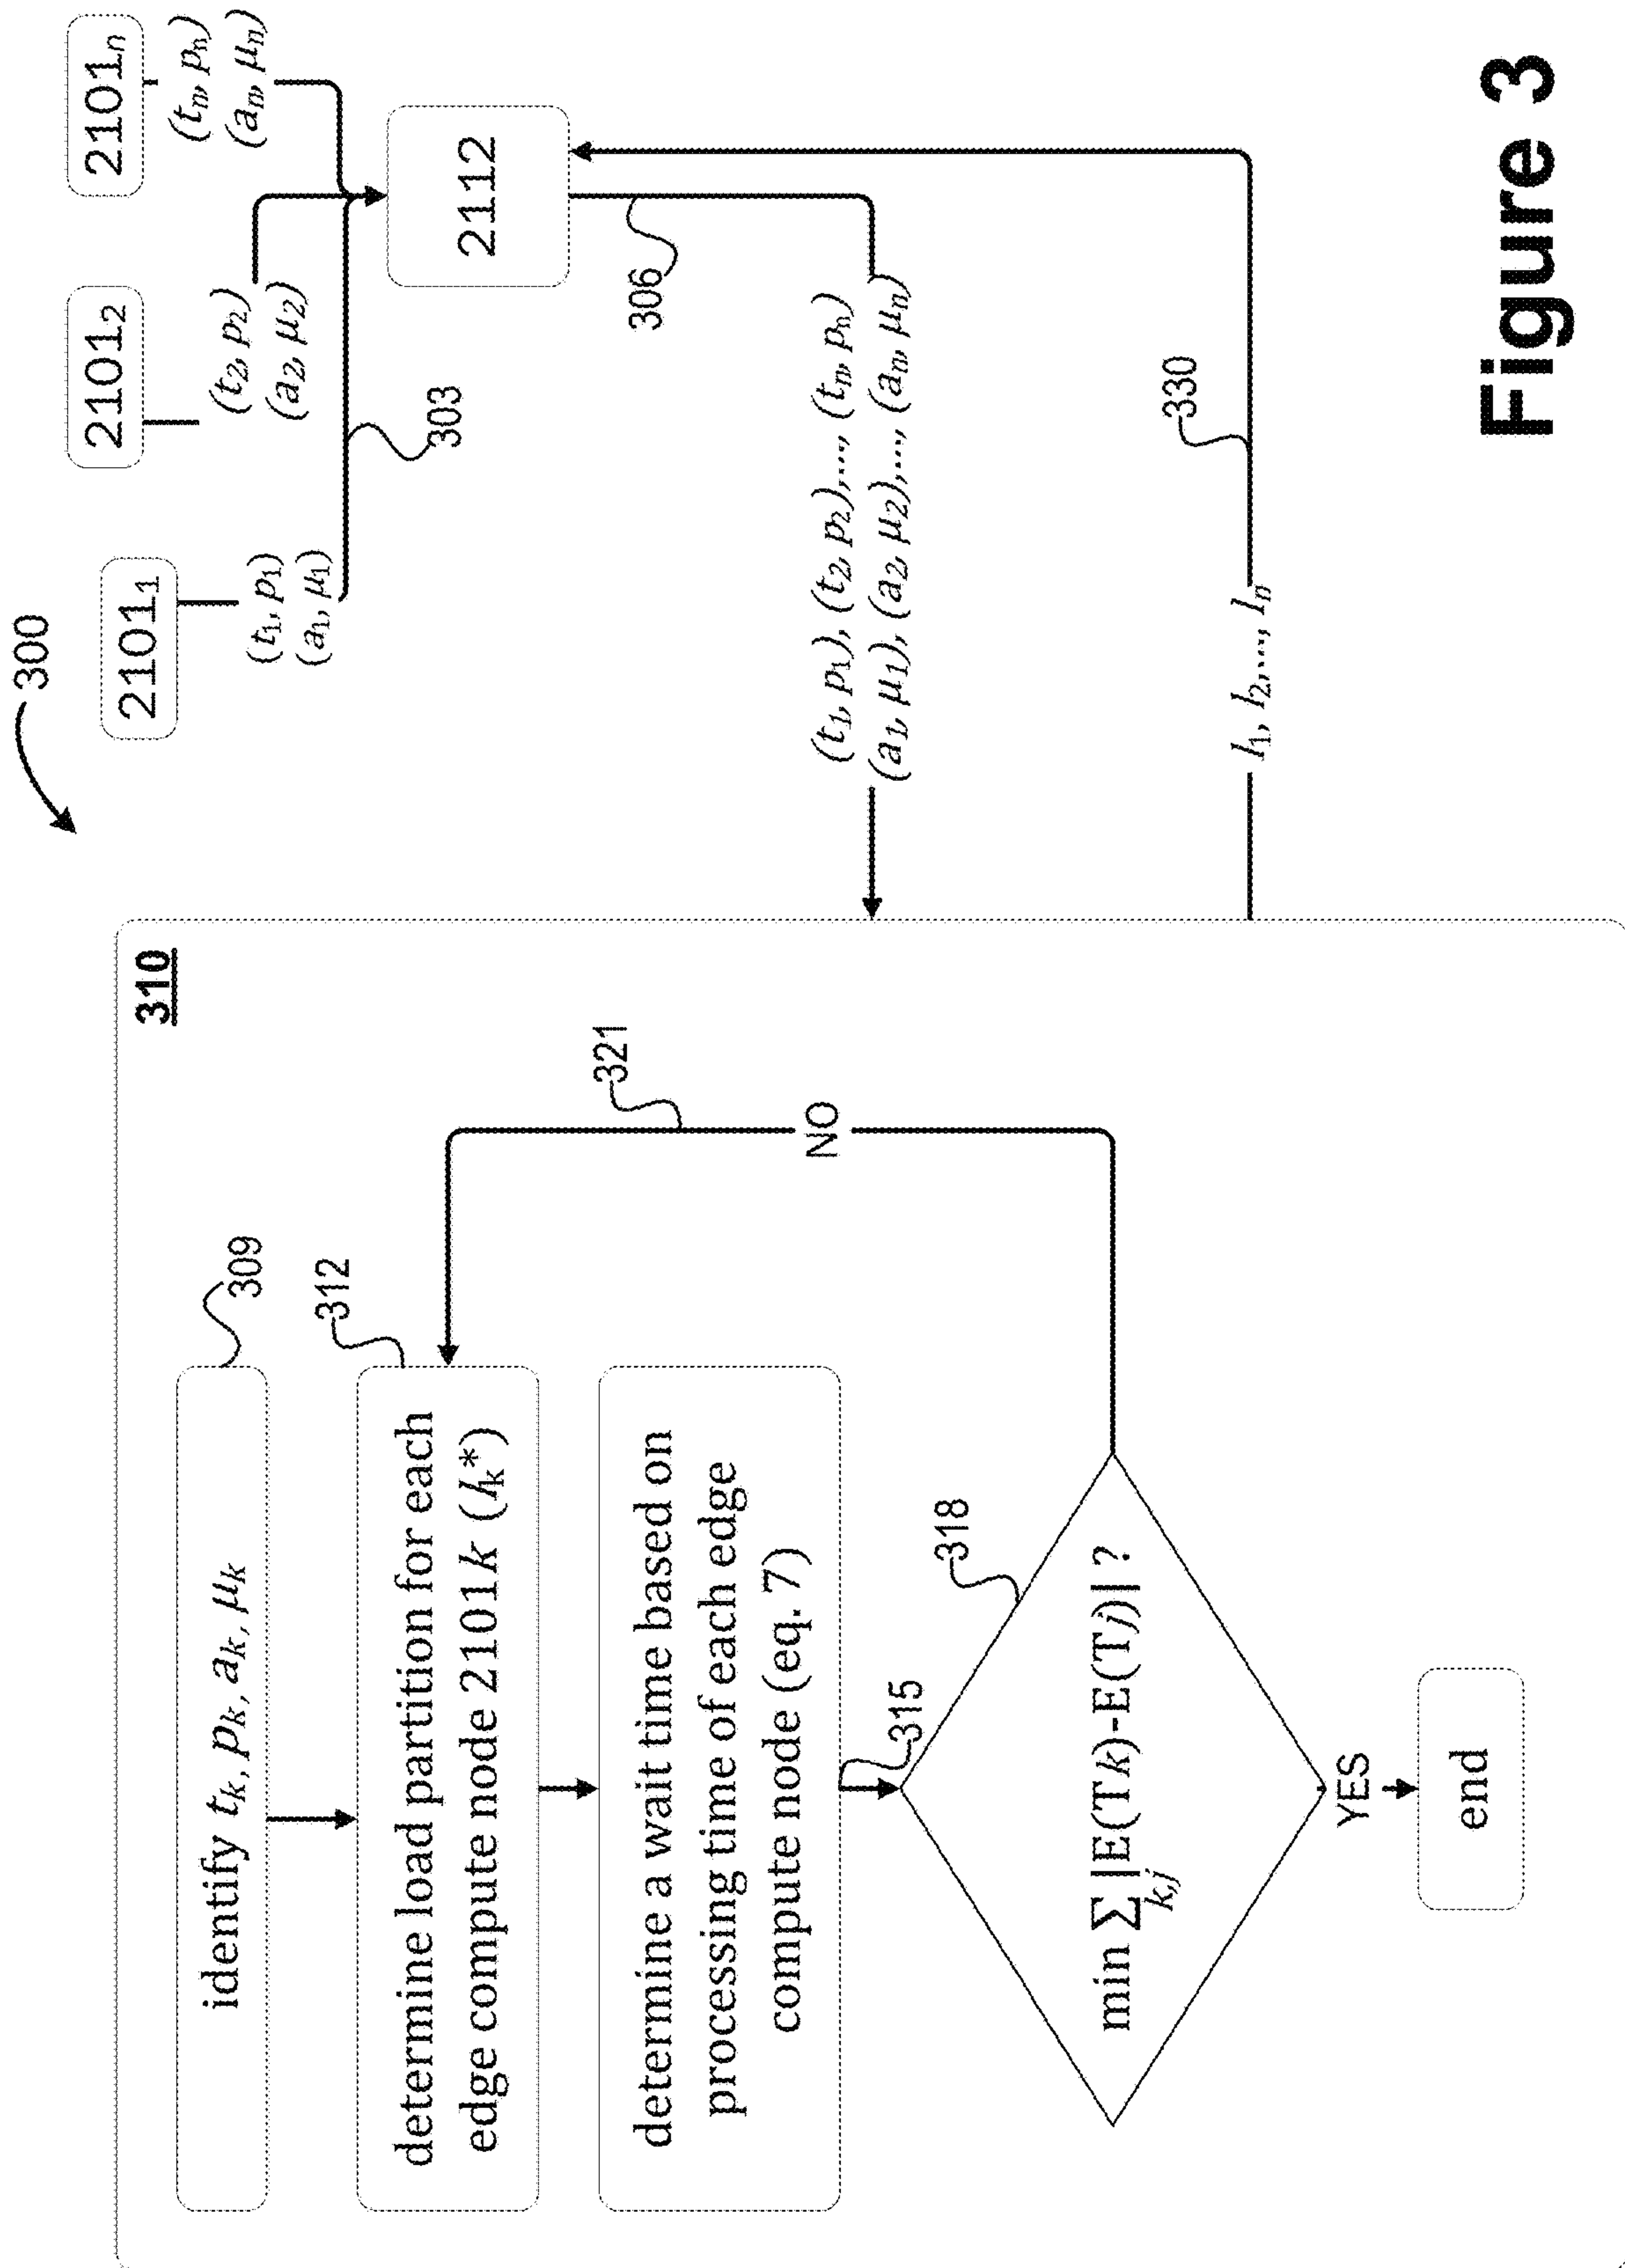 300
2101₁
2101₂
2101ₙ
(t₁, p₁)
(a₁, μ₁)
(t₂, p₂)
(a₂, μ₂)
(tₙ, pₙ)
(aₙ, μₙ)
303
2112
306
(t₁, p₁), (t₂, p₂),..., (tₙ, pₙ)
(a₁, μ₁), (a₂, μ₂),..., (aₙ, μₙ)
330
l₁, l₂,..., lₙ
310
identify tₖ, pₖ, aₖ, μₖ
309
312
determine load partition for each
edge compute node 2101k (lₖ*)
321
NO
determine a wait time based on
processing time of each edge
compute node (eq. 7)
315
318
min ∑ |E(Tk)-E(Tj)| ?
k,j
YES
end
Figure 3